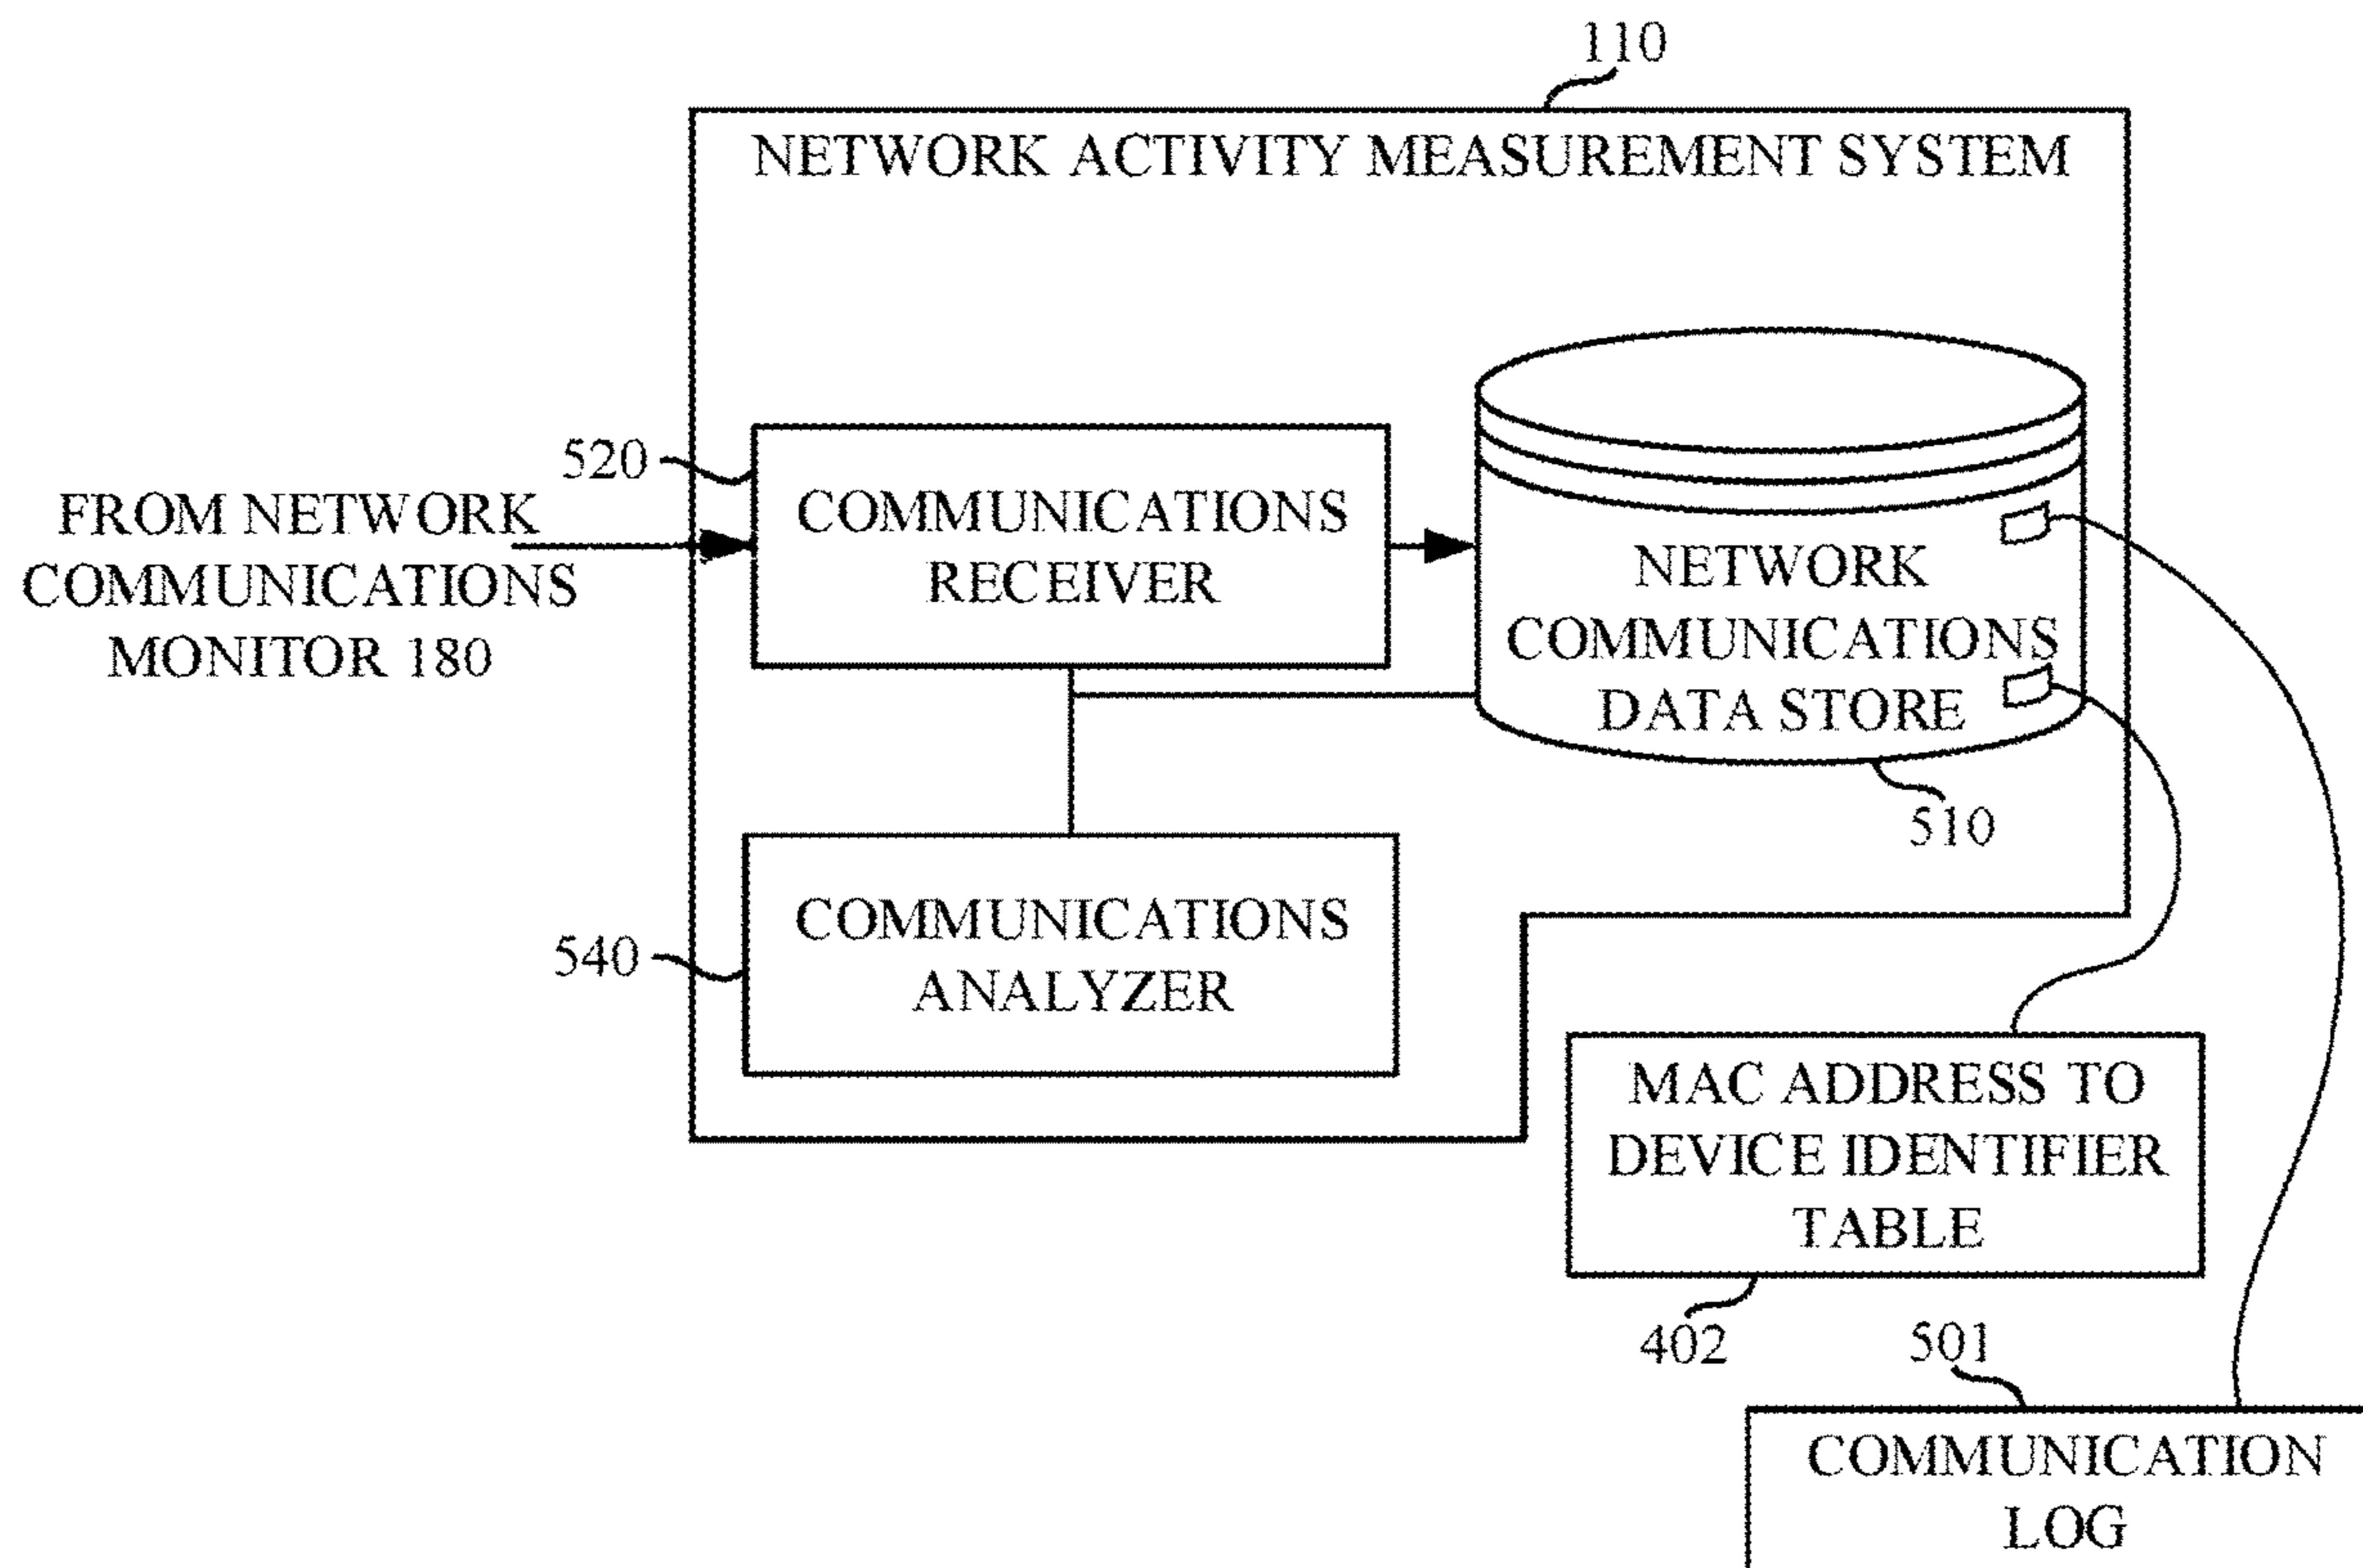 110
NETWORK ACTIVITY MEASUREMENT SYSTEM
520
FROM NETWORK
COMMUNICATIONS
MONITOR 180
COMMUNICATIONS
RECEIVER
NETWORK
COMMUNICATIONS
DATA STORE
510
540
COMMUNICATIONS
ANALYZER
MAC ADDRESS TO
DEVICE IDENTIFIER
TABLE
402
501
COMMUNICATION
LOG